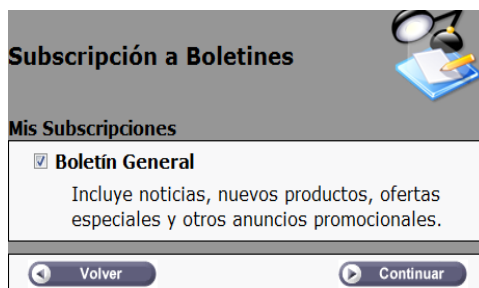 Subscripción a Boletines
Mis Subscripciones
Boletín General
Incluye noticias, nuevos productos, ofertas
especiales y otros anuncios promocionales.
Volver
Continuar